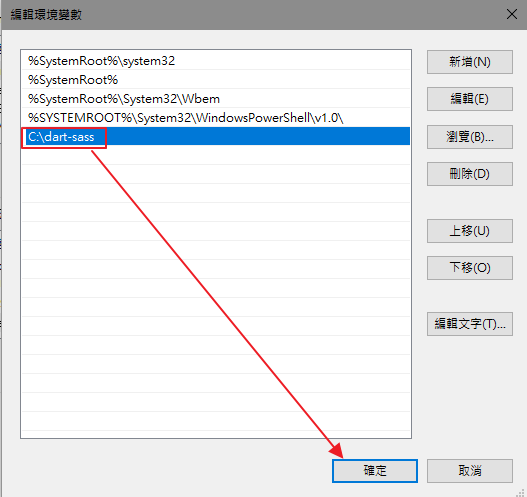 編輯環境變數
%SystemRoot%\system32
%SystemRoot%
%SystemRoot%\System32\Wbem
%SYSTEMROOT%\System32\WindowsPowerShell\v1.0\
C:\dart-sass
新增(N)
編輯(E)
瀏覽(B)...
刪除(D)
上移(U)
下移(O)
編輯文字(T)...
確定
取消